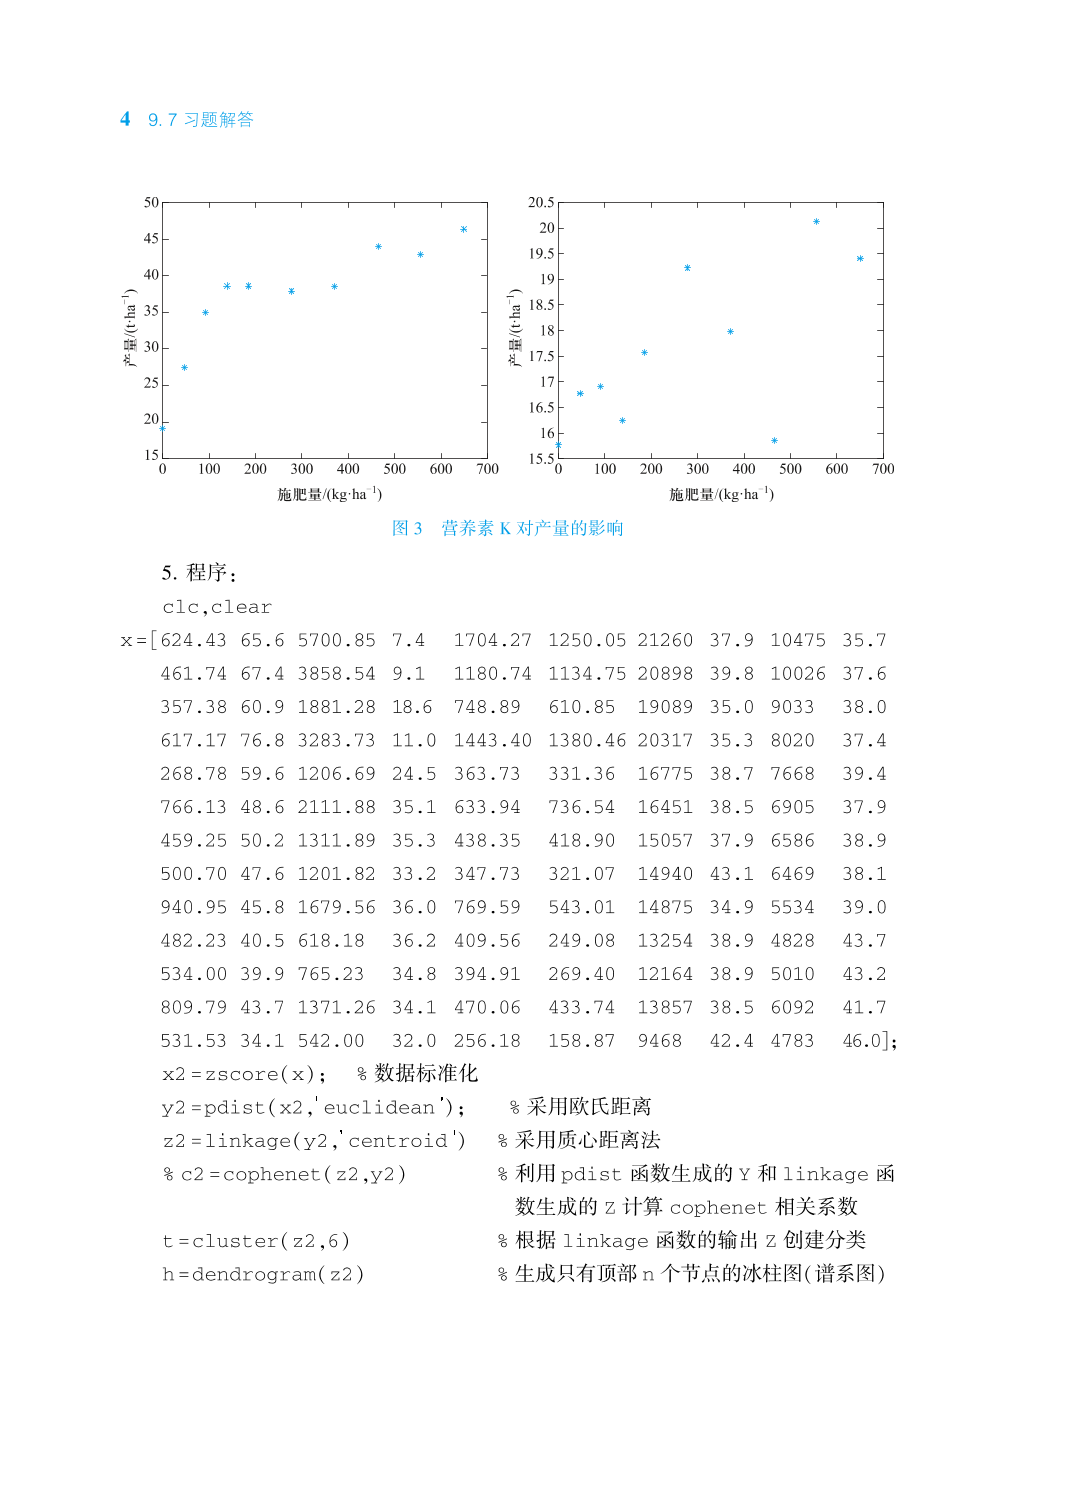 4 9.7 习题解答
50
45
40
35
30
25
20
15
0 100 200 300 400 500 600 700
产量/(t·ha⁻¹)
施肥量/(kg·ha⁻¹)
20.5
20
19.5
19
18.5
18
17.5
17
16.5
16
15.5
0 100 200 300 400 500 600 700
产量/(t·ha⁻¹)
施肥量/(kg·ha⁻¹)
图 3 营养素 K 对产量的影响
5. 程序:
clc,clear
x=[624.43 65.6 5700.85 7.4 1704.27 1250.05 21260 37.9 10475 35.7
461.74 67.4 3858.54 9.1 1180.74 1134.75 20898 39.8 10026 37.6
357.38 60.9 1881.28 18.6 748.89 610.85 19089 35.0 9033 38.0
617.17 76.8 3283.73 11.0 1443.40 1380.46 20317 35.3 8020 37.4
268.78 59.6 1206.69 24.5 363.73 331.36 16775 38.7 7668 39.4
766.13 48.6 2111.88 35.1 633.94 736.54 16451 38.5 6905 37.9
459.25 50.2 1311.89 35.3 438.35 418.90 15057 37.9 6586 38.9
500.70 47.6 1201.82 33.2 347.73 321.07 14940 43.1 6469 38.1
940.95 45.8 1679.56 36.0 769.59 543.01 14875 34.9 5534 39.0
482.23 40.5 618.18 36.2 409.56 249.08 13254 38.9 4828 43.7
534.00 39.9 765.23 34.8 394.91 269.40 12164 38.9 5010 43.2
809.79 43.7 1371.26 34.1 470.06 433.74 13857 38.5 6092 41.7
531.53 34.1 542.00 32.0 256.18 158.87 9468 42.4 4783 46.0];
x2=zscore(x); %数据标准化
y2=pdist(x2,'euclidean'); %采用欧氏距离
z2=linkage(y2,'centroid') %采用质心距离法
%c2=cophenet(z2,y2) %利用pdist 函数生成的 Y 和 linkage 函
数生成的 Z 计算 cophenet 相关系数
t=cluster(z2,6) %根据 linkage 函数的输出 Z 创建分类
h=dendrogram(z2) %生成只有顶部 n 个节点的冰柱图(谱系图)